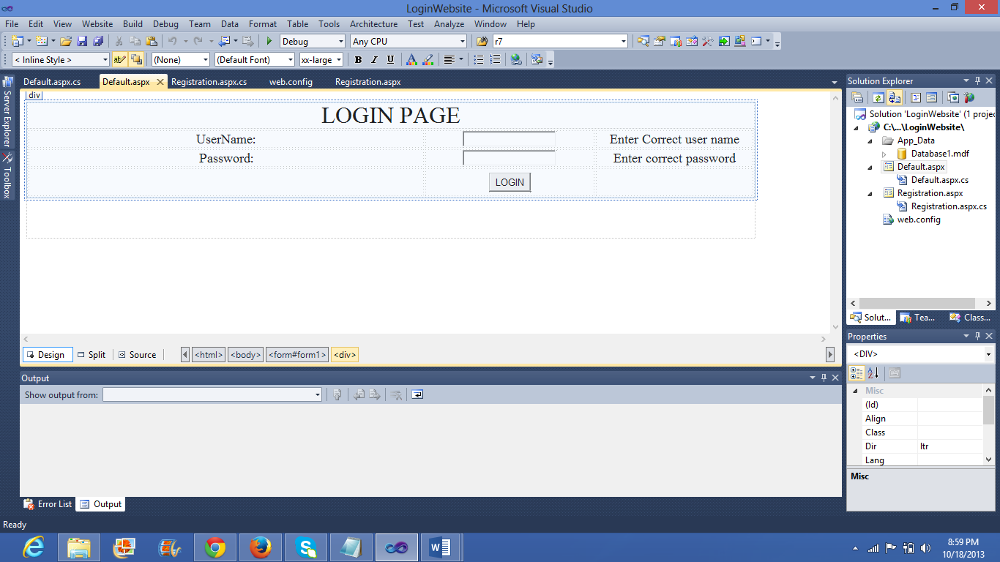 LoginWebsite - Microsoft Visual Studio
File Edit View Website Build Debug Team Data Format Table Tools Architecture Test Analyze Window Help
Debug Any CPU r7
< Inline Style > (None) (Default Font) xx-large B I U A
Default.aspx.cs Default.aspx Registration.aspx.cs web.config Registration.aspx
Server Explorer
Toolbox
div
LOGIN PAGE
UserName: Enter Correct user name
Password: Enter correct password
LOGIN
Design Split Source <html> <body> <form#form1> <div>
Output
Show output from:
Error List Output
Solution Explorer
Solution 'LoginWebsite' (1 projec
C:\...\LoginWebsite\
App_Data
Database1.mdf
Default.aspx
Default.aspx.cs
Registration.aspx
Registration.aspx.cs
web.config
Solut... Tea... Class...
Properties
<DIV>
Misc
(Id)
Align
Class
Dir ltr
Lang
Misc
Ready
8:59 PM
10/18/2013